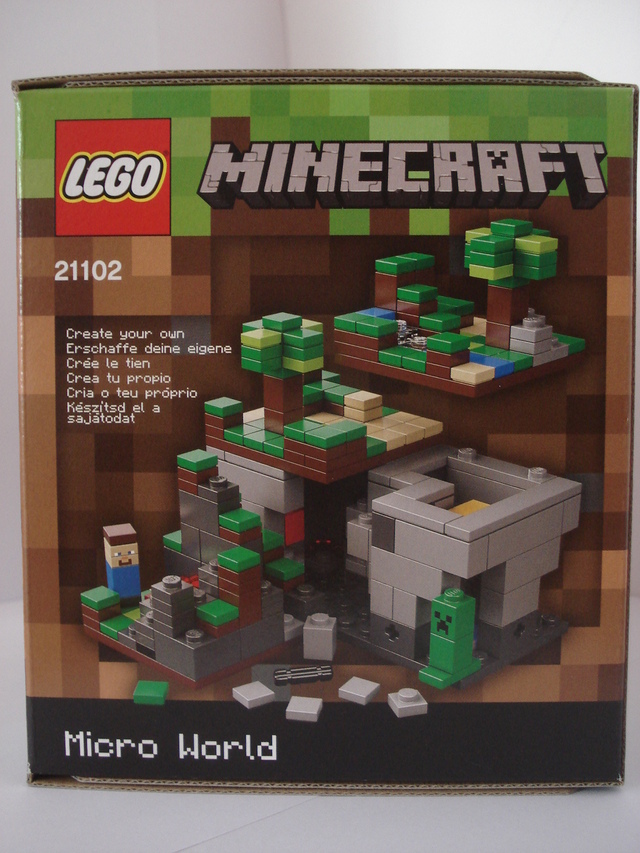 LEGO
MINECRAFT
21102
Create your own
Erschaffe deine eigene
Crée le tien
Crea tu propio
Cria o teu próprio
Készítsd el a
sajátodat
Micro World